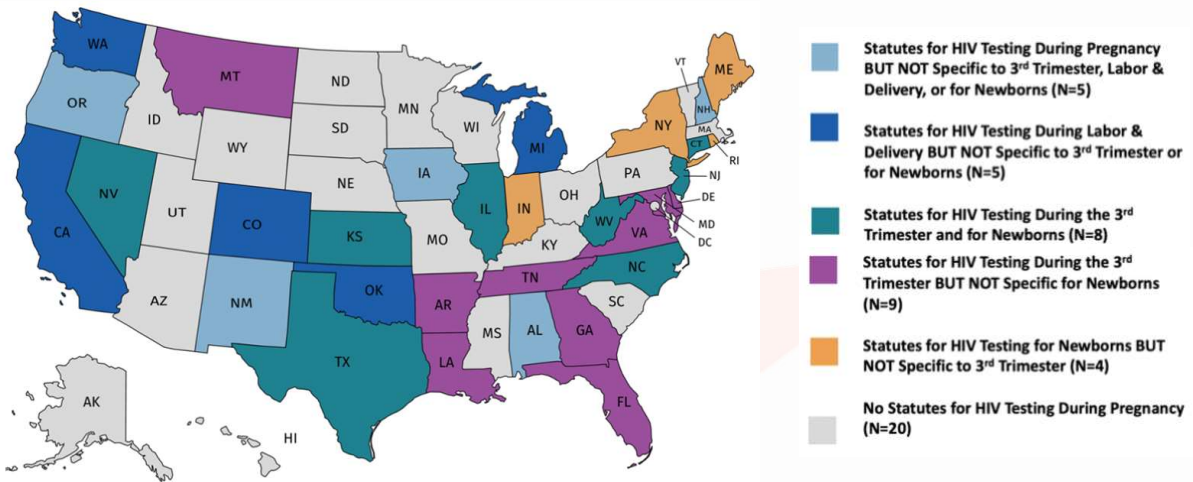 WA
MT
ND
MN
VT
ME
OR
ID
SD
WI
NH
WY
MI
NY
MA
CT
RI
NV
NE
IA
PA
NJ
UT
CO
IL
IN
OH
DE
CA
KS
MO
WV
VA
MD
KY
DC
AZ
NM
OK
AR
TN
NC
SC
MS
AL
GA
TX
LA
AK
FL
HI
Statutes for HIV Testing During Pregnancy
BUT NOT Specific to 3rd Trimester, Labor &
Delivery, or for Newborns (N=5)
Statutes for HIV Testing During Labor &
Delivery BUT NOT Specific to 3rd Trimester or
for Newborns (N=5)
Statutes for HIV Testing During the 3rd
Trimester and for Newborns (N=8)
Statutes for HIV Testing During the 3rd
Trimester BUT NOT Specific for Newborns
(N=9)
Statutes for HIV Testing for Newborns BUT
NOT Specific to 3rd Trimester (N=4)
No Statutes for HIV Testing During Pregnancy
(N=20)